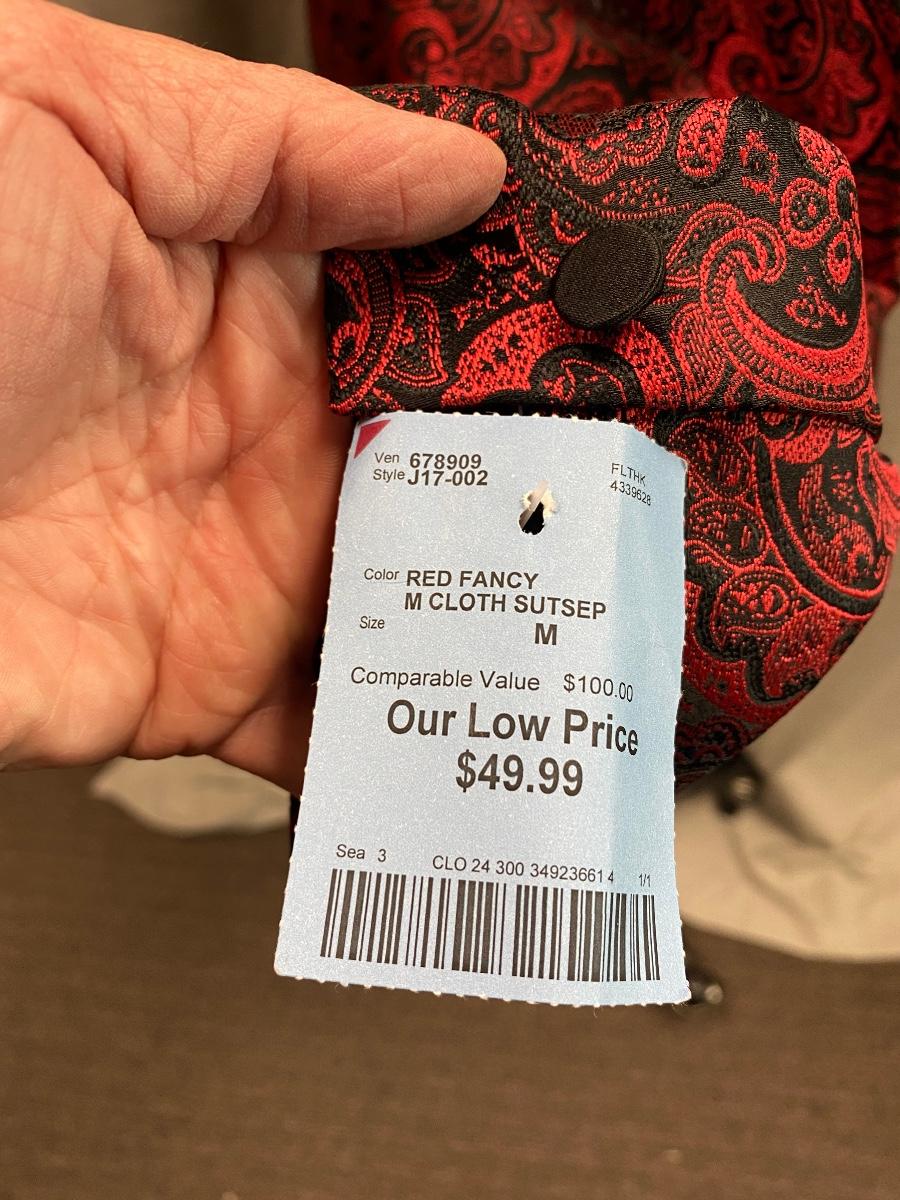 Ven 678909
Style J17-002
FLTHK
4339628
Color RED FANCY
M CLOTH SUTSEP
Size M
Comparable Value $100.00
Our Low Price
$49.99
Sea 3 CLO 24 300 34923661 4 1/1